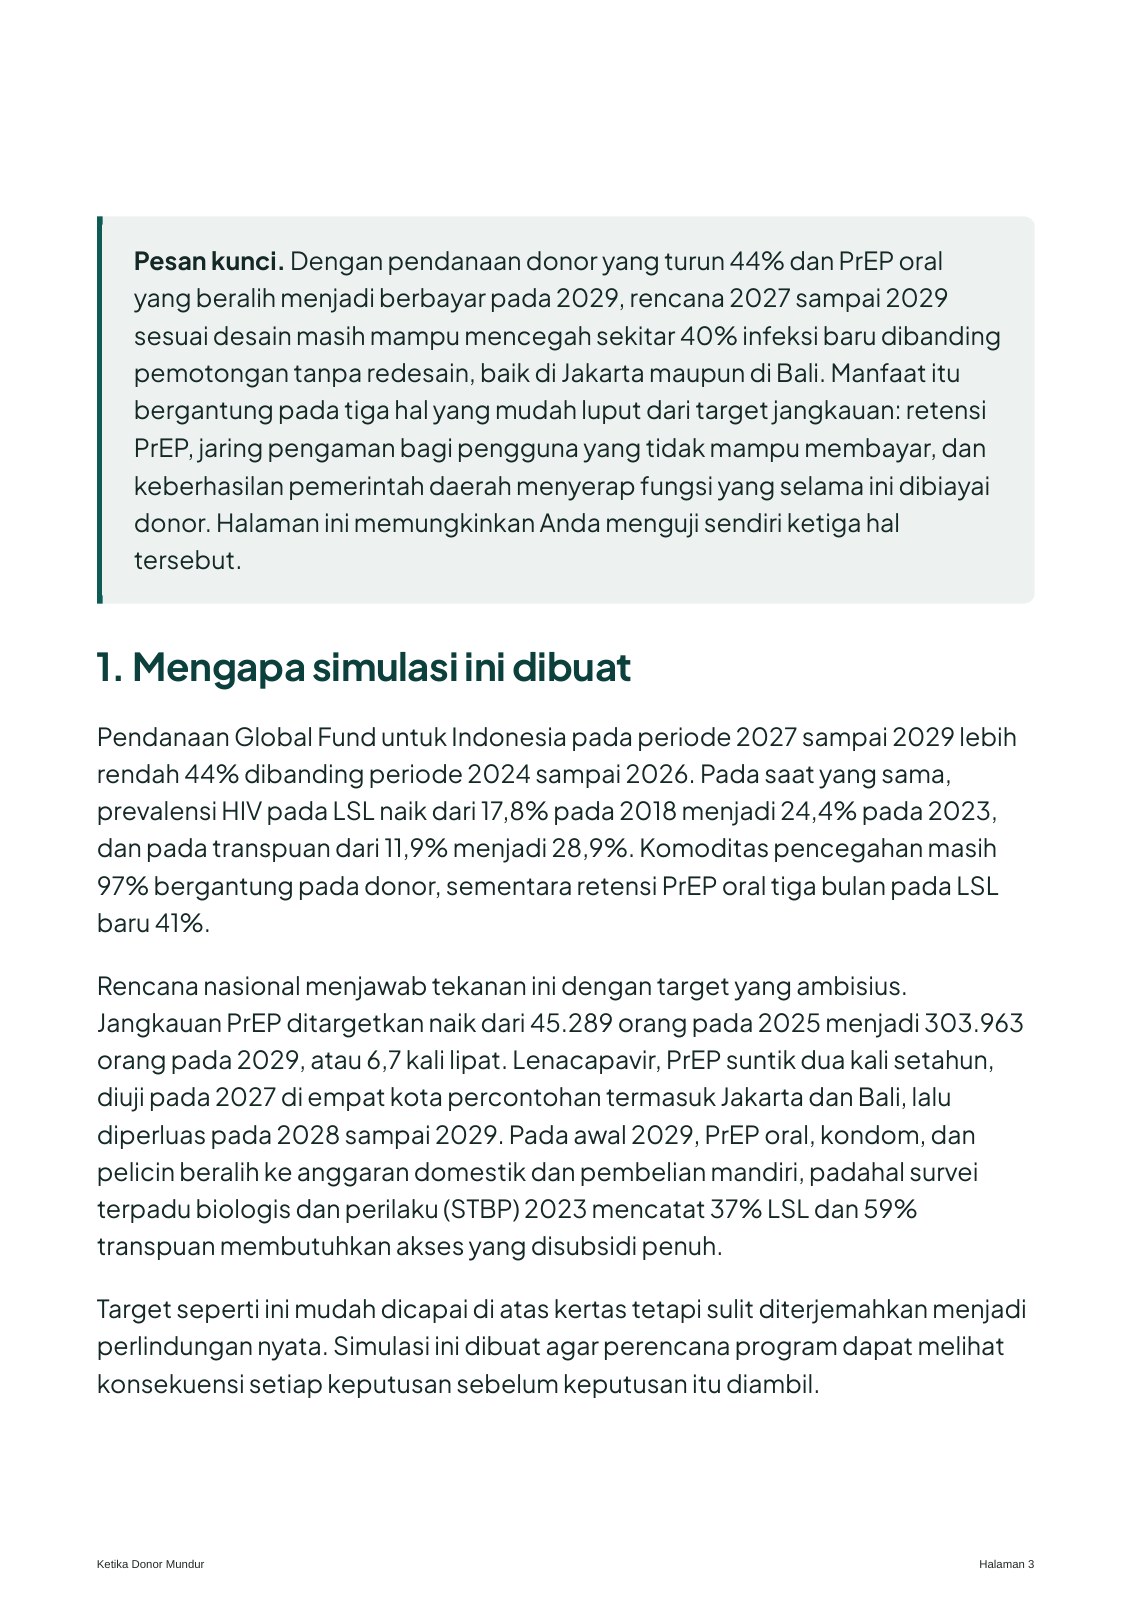 Pesan kunci. Dengan pendanaan donor yang turun 44% dan PrEP oral
yang beralih menjadi berbayar pada 2029, rencana 2027 sampai 2029
sesuai desain masih mampu mencegah sekitar 40% infeksi baru dibanding
pemotongan tanpa redesain, baik di Jakarta maupun di Bali. Manfaat itu
bergantung pada tiga hal yang mudah luput dari target jangkauan: retensi
PrEP, jaring pengaman bagi pengguna yang tidak mampu membayar, dan
keberhasilan pemerintah daerah menyerap fungsi yang selama ini dibiayai
donor. Halaman ini memungkinkan Anda menguji sendiri ketiga hal
tersebut.
1. Mengapa simulasi ini dibuat
Pendanaan Global Fund untuk Indonesia pada periode 2027 sampai 2029 lebih
rendah 44% dibanding periode 2024 sampai 2026. Pada saat yang sama,
prevalensi HIV pada LSL naik dari 17,8% pada 2018 menjadi 24,4% pada 2023,
dan pada transpuan dari 11,9% menjadi 28,9%. Komoditas pencegahan masih
97% bergantung pada donor, sementara retensi PrEP oral tiga bulan pada LSL
baru 41%.
Rencana nasional menjawab tekanan ini dengan target yang ambisius.
Jangkauan PrEP ditargetkan naik dari 45.289 orang pada 2025 menjadi 303.963
orang pada 2029, atau 6,7 kali lipat. Lenacapavir, PrEP suntik dua kali setahun,
diuji pada 2027 di empat kota percontohan termasuk Jakarta dan Bali, lalu
diperluas pada 2028 sampai 2029. Pada awal 2029, PrEP oral, kondom, dan
pelicin beralih ke anggaran domestik dan pembelian mandiri, padahal survei
terpadu biologis dan perilaku (STBP) 2023 mencatat 37% LSL dan 59%
transpuan membutuhkan akses yang disubsidi penuh.
Target seperti ini mudah dicapai di atas kertas tetapi sulit diterjemahkan menjadi
perlindungan nyata. Simulasi ini dibuat agar perencana program dapat melihat
konsekuensi setiap keputusan sebelum keputusan itu diambil.
Ketika Donor Mundur
Halaman 3